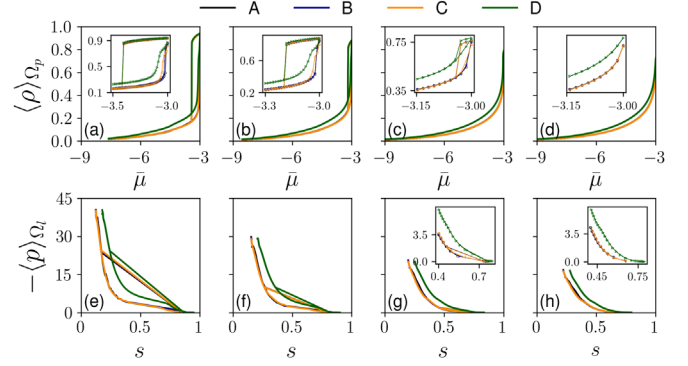 A B C D
⟨ρ⟩Ωp
1.0
0.8
0.6
0.4
0.2
0.0
0.9
0.5
0.1
−3.5 −3.0
(a)
−9 −6 −3
μ̄
0.6
0.2
−3.3 −3.0
(b)
−9 −6 −3
μ̄
0.75
0.35
−3.15 −3.00
(c)
−9 −6 −3
μ̄
−3.15 −3.00
(d)
−9 −6 −3
μ̄
−⟨p⟩Ωl
45
30
15
0
(e)
0 0.5 1
s
(f)
0 0.5 1
s
3.5
0.0
0.4 0.7
(g)
0 0.5 1
s
3.5
0.0
0.45 0.75
(h)
0 0.5 1
s